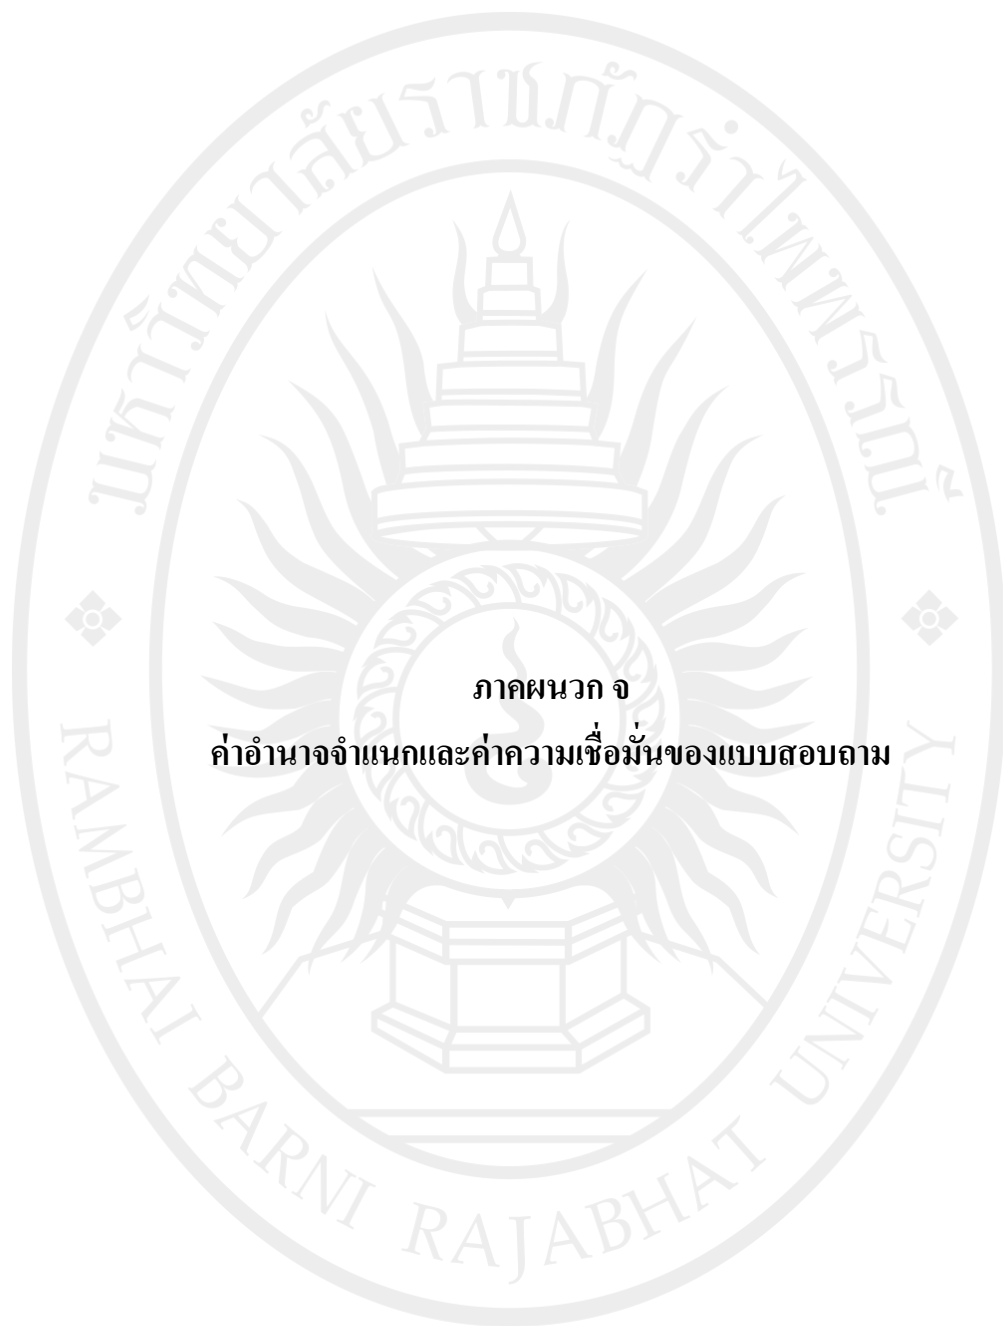 มหาวิทยาลัยราชภัฏรำไพพรรณี
ภาคผนวก จ
ค่าอำนาจจำแนกและค่าความเชื่อมั่นของแบบสอบถาม
RAMBHAI BARNI RAJABHAT UNIVERSITY